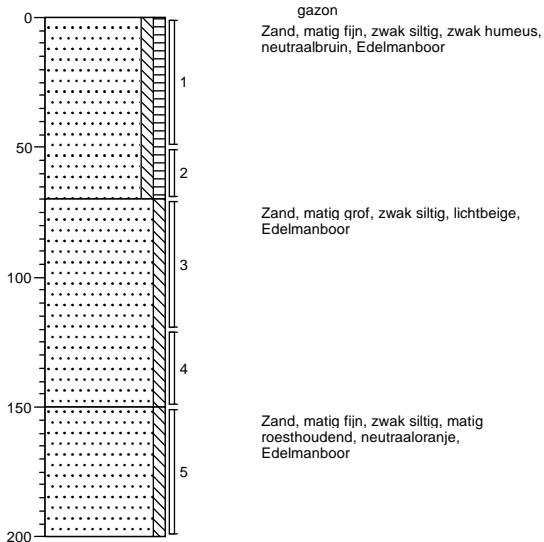 gazon
0
Zand, matig fijn, zwak siltig, zwak humeus,
neutraalbruin, Edelmanboor
1
50
2
Zand, matig grof, zwak siltig, lichtbeige,
Edelmanboor
3
100
4
150
Zand, matig fijn, zwak siltig, matig
roesthoudend, neutraaloranje,
Edelmanboor
5
200